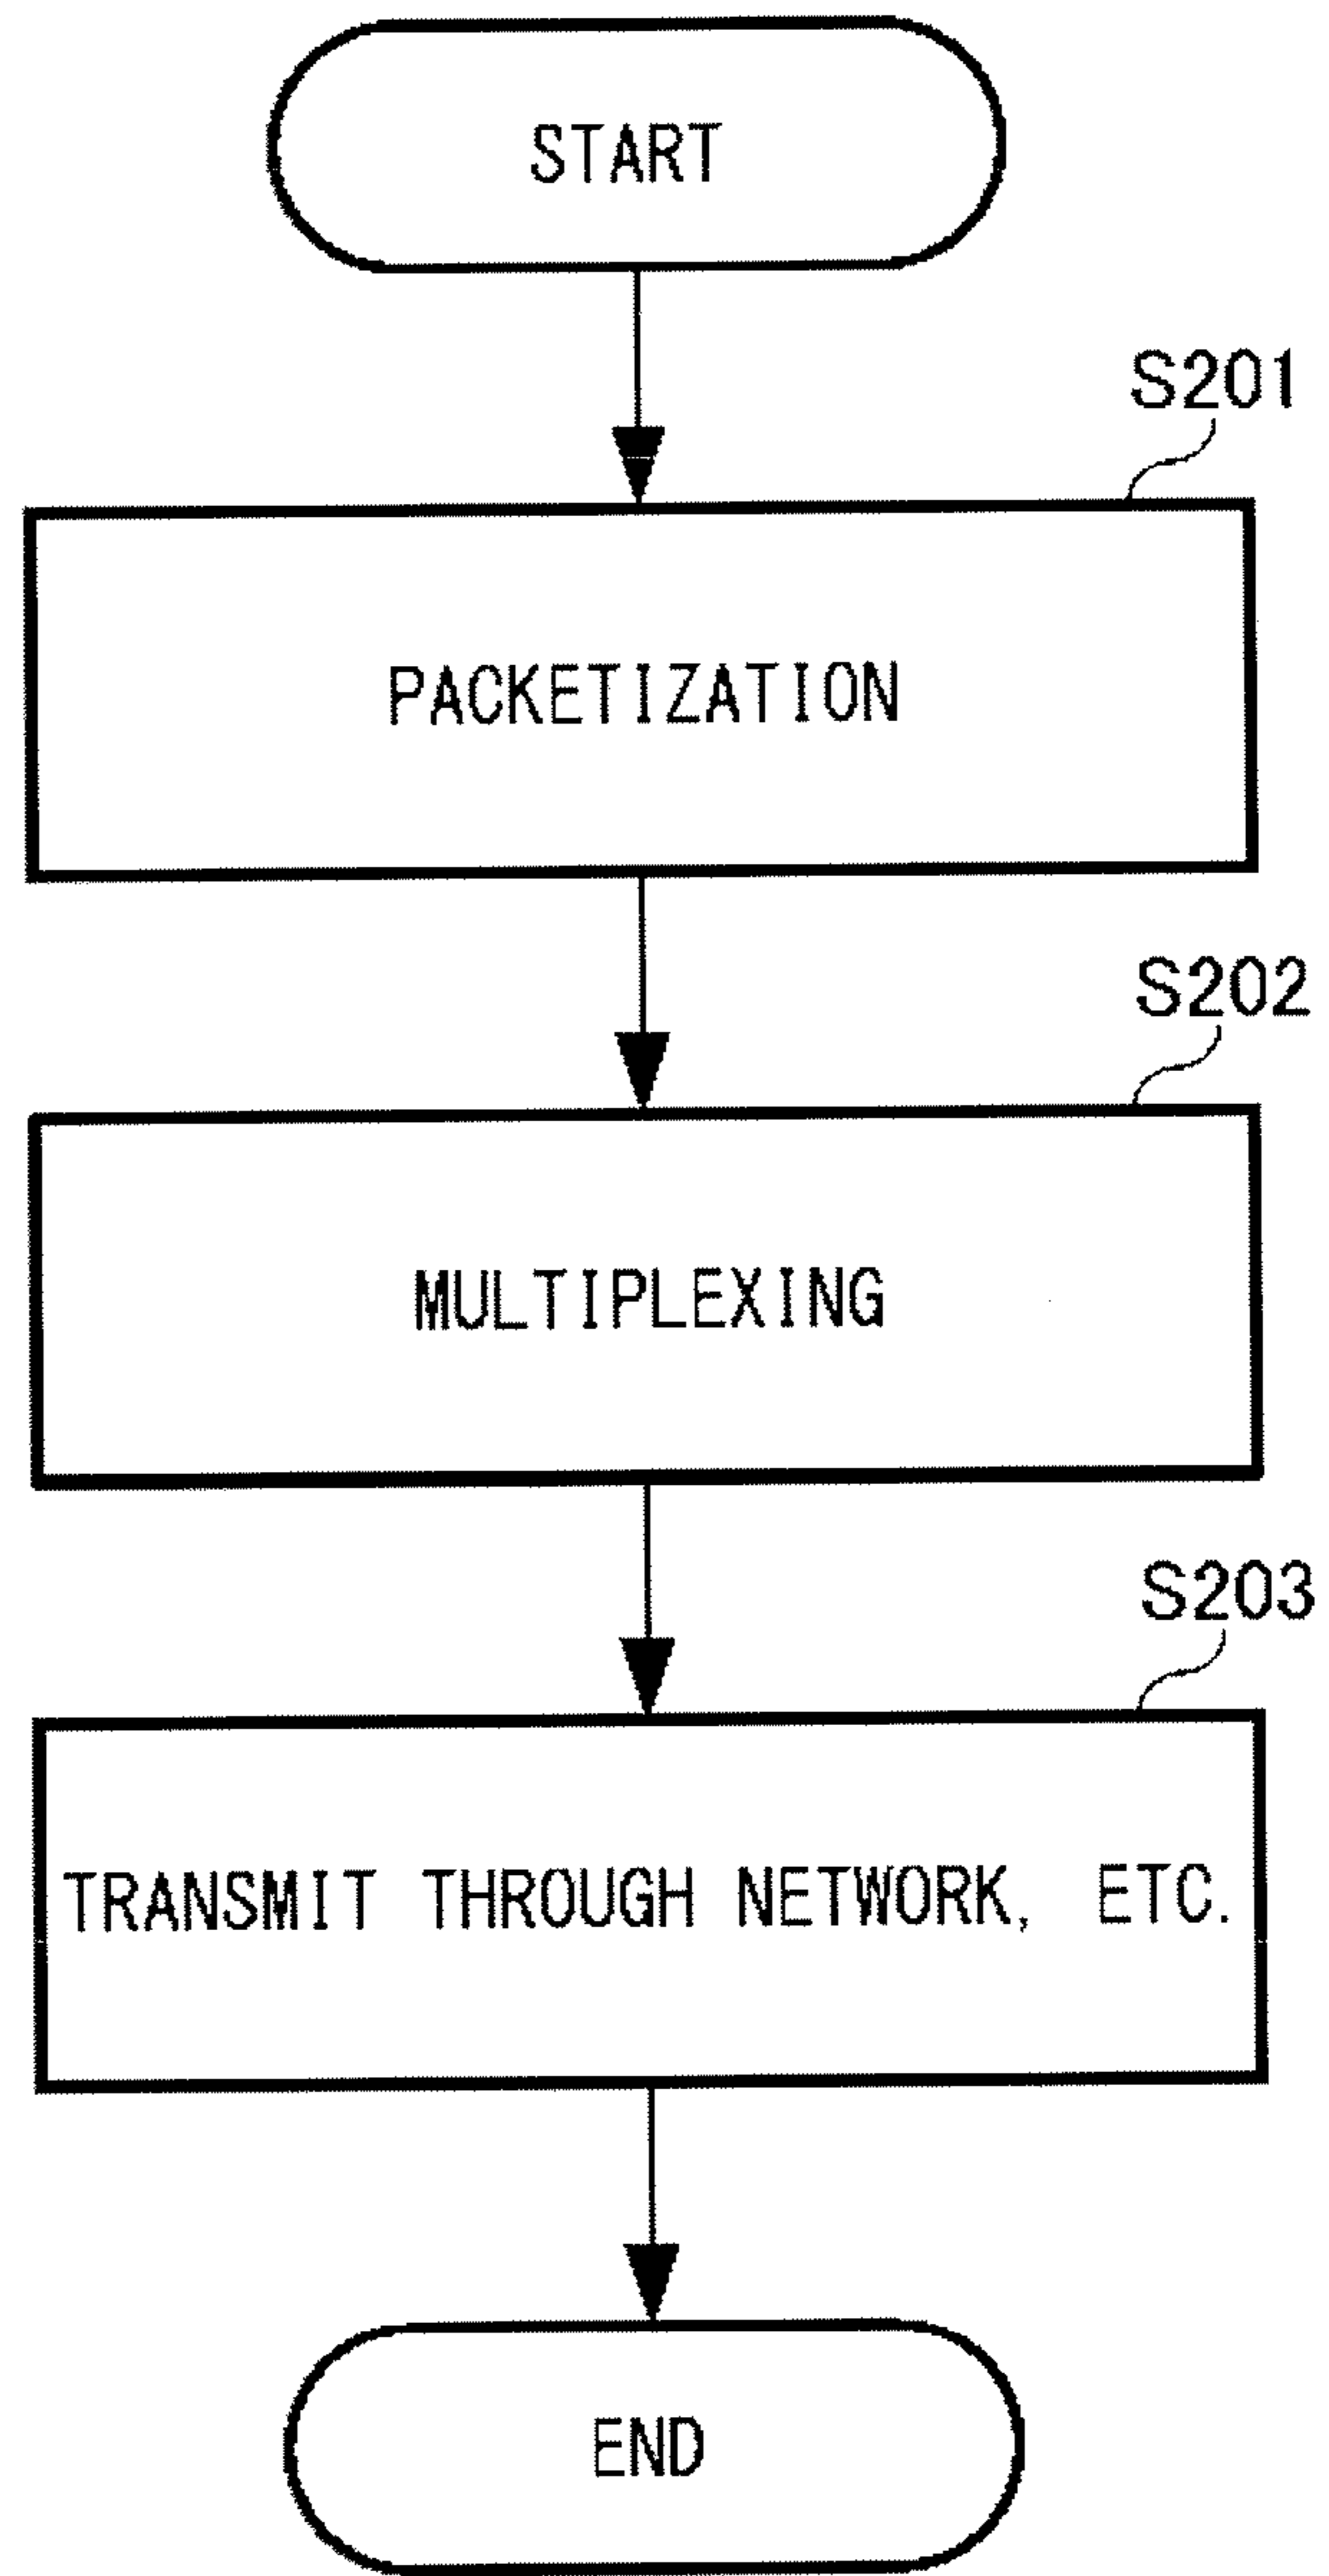 START
S201
PACKETIZATION
S202
MULTIPLEXING
S203
TRANSMIT THROUGH NETWORK, ETC.
END